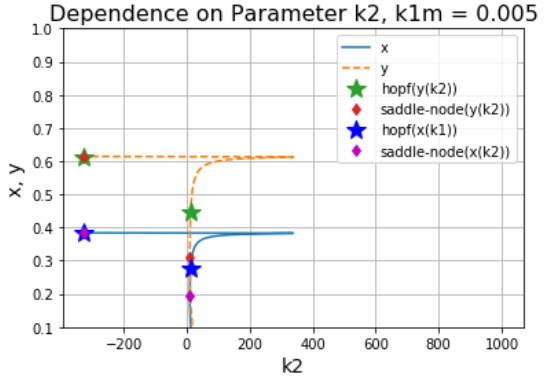 Dependence on Parameter k2, k1m = 0.005
1.0
0.9
0.8
0.7
0.6
0.5
0.4
0.3
0.2
0.1
x, y
x
y
hopf(y(k2))
saddle-node(y(k2))
hopf(x(k1))
saddle-node(x(k2))
−200
0
200
400
600
800
1000
k2